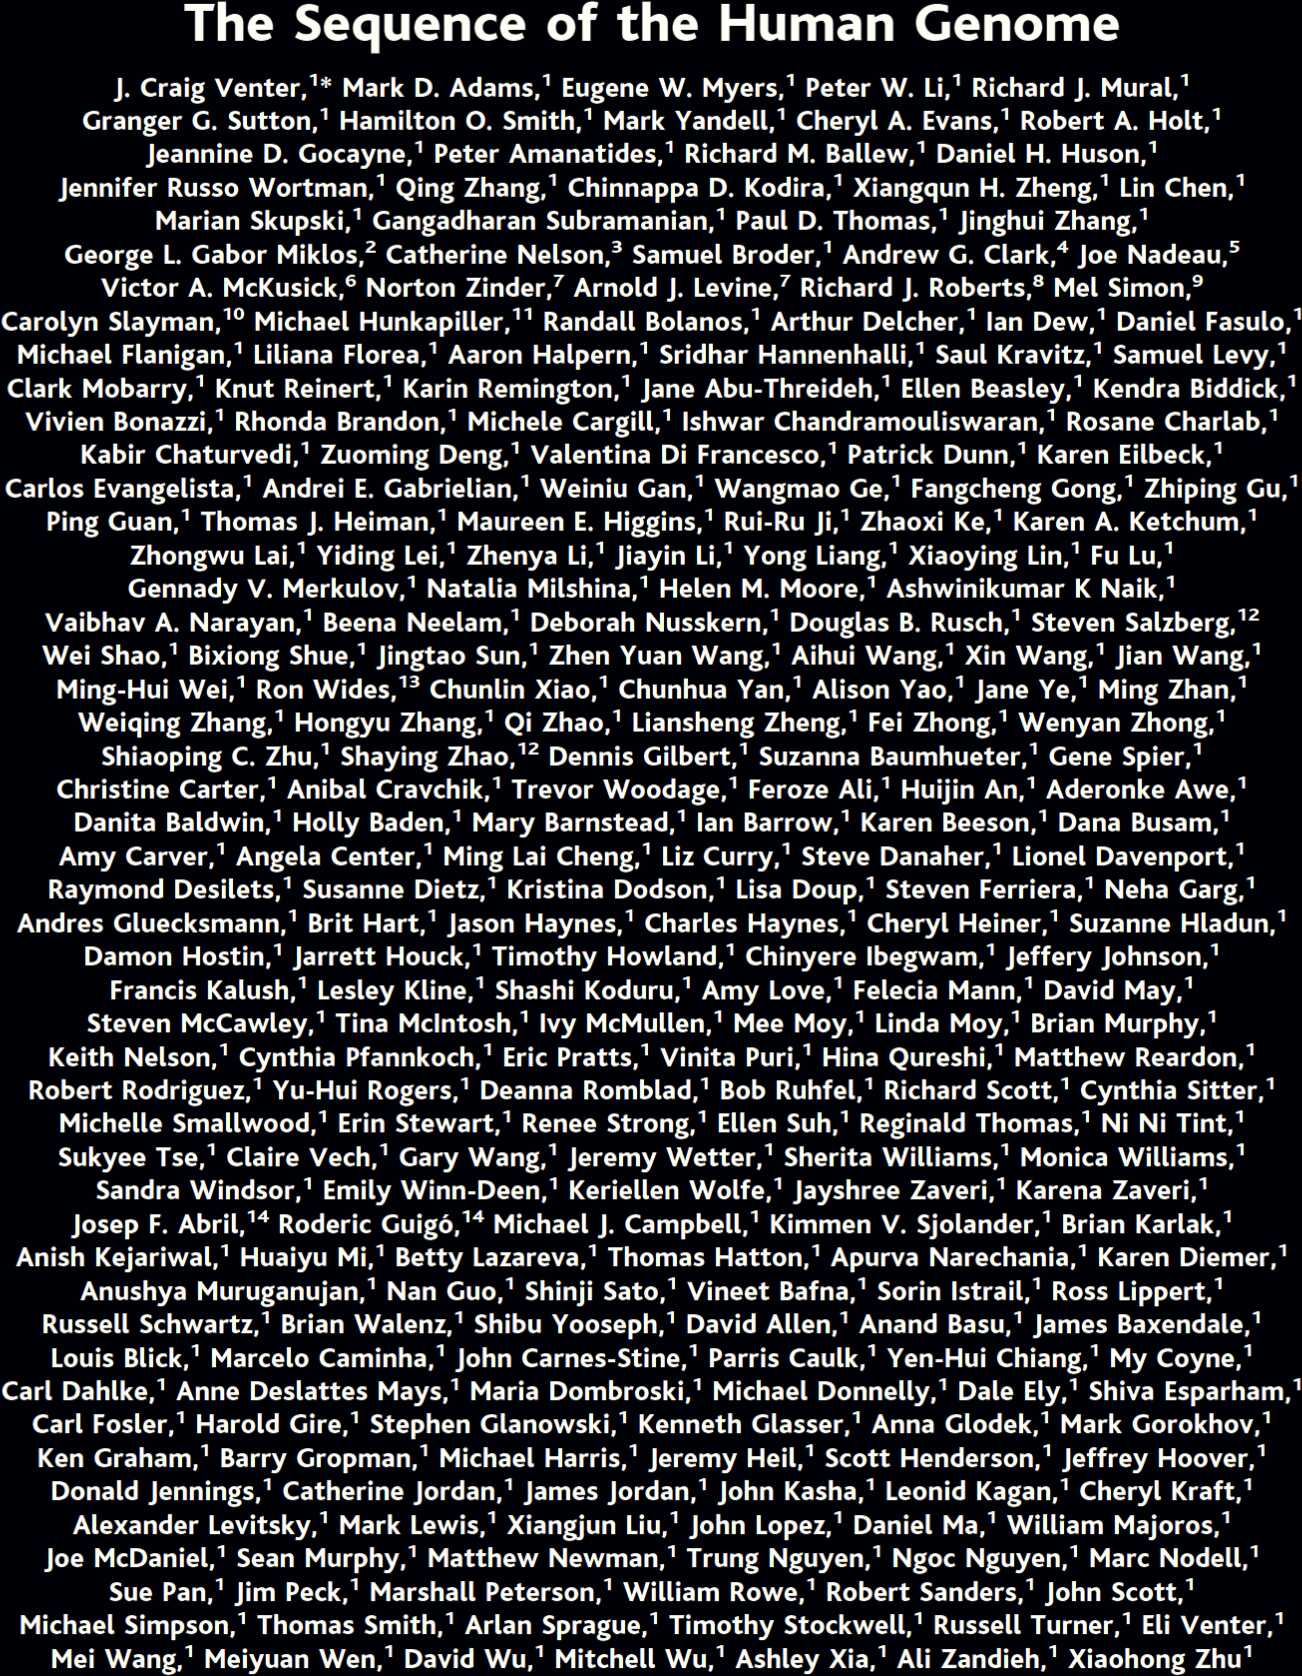 The Sequence of the Human Genome
J. Craig Venter,¹* Mark D. Adams,¹ Eugene W. Myers,¹ Peter W. Li,¹ Richard J. Mural,¹
Granger G. Sutton,¹ Hamilton O. Smith,¹ Mark Yandell,¹ Cheryl A. Evans,¹ Robert A. Holt,¹
Jeannine D. Gocayne,¹ Peter Amanatides,¹ Richard M. Ballew,¹ Daniel H. Huson,¹
Jennifer Russo Wortman,¹ Qing Zhang,¹ Chinnappa D. Kodira,¹ Xiangqun H. Zheng,¹ Lin Chen,¹
Marian Skupski,¹ Gangadharan Subramanian,¹ Paul D. Thomas,¹ Jinghui Zhang,¹
George L. Gabor Miklos,² Catherine Nelson,³ Samuel Broder,¹ Andrew G. Clark,⁴ Joe Nadeau,⁵
Victor A. McKusick,⁶ Norton Zinder,⁷ Arnold J. Levine,⁷ Richard J. Roberts,⁸ Mel Simon,⁹
Carolyn Slayman,¹⁰ Michael Hunkapiller,¹¹ Randall Bolanos,¹ Arthur Delcher,¹ Ian Dew,¹ Daniel Fasulo,¹
Michael Flanigan,¹ Liliana Florea,¹ Aaron Halpern,¹ Sridhar Hannenhalli,¹ Saul Kravitz,¹ Samuel Levy,¹
Clark Mobarry,¹ Knut Reinert,¹ Karin Remington,¹ Jane Abu-Threideh,¹ Ellen Beasley,¹ Kendra Biddick,¹
Vivien Bonazzi,¹ Rhonda Brandon,¹ Michele Cargill,¹ Ishwar Chandramouliswaran,¹ Rosane Charlab,¹
Kabir Chaturvedi,¹ Zuoming Deng,¹ Valentina Di Francesco,¹ Patrick Dunn,¹ Karen Eilbeck,¹
Carlos Evangelista,¹ Andrei E. Gabrielian,¹ Weiniu Gan,¹ Wangmao Ge,¹ Fangcheng Gong,¹ Zhiping Gu,¹
Ping Guan,¹ Thomas J. Heiman,¹ Maureen E. Higgins,¹ Rui-Ru Ji,¹ Zhaoxi Ke,¹ Karen A. Ketchum,¹
Zhongwu Lai,¹ Yiding Lei,¹ Zhenya Li,¹ Jiayin Li,¹ Yong Liang,¹ Xiaoying Lin,¹ Fu Lu,¹
Gennady V. Merkulov,¹ Natalia Milshina,¹ Helen M. Moore,¹ Ashwinikumar K Naik,¹
Vaibhav A. Narayan,¹ Beena Neelam,¹ Deborah Nusskern,¹ Douglas B. Rusch,¹ Steven Salzberg,¹²
Wei Shao,¹ Bixiong Shue,¹ Jingtao Sun,¹ Zhen Yuan Wang,¹ Aihui Wang,¹ Xin Wang,¹ Jian Wang,¹
Ming-Hui Wei,¹ Ron Wides,¹³ Chunlin Xiao,¹ Chunhua Yan,¹ Alison Yao,¹ Jane Ye,¹ Ming Zhan,¹
Weiqing Zhang,¹ Hongyu Zhang,¹ Qi Zhao,¹ Liansheng Zheng,¹ Fei Zhong,¹ Wenyan Zhong,¹
Shiaoping C. Zhu,¹ Shaying Zhao,¹² Dennis Gilbert,¹ Suzanna Baumhueter,¹ Gene Spier,¹
Christine Carter,¹ Anibal Cravchik,¹ Trevor Woodage,¹ Feroze Ali,¹ Huijin An,¹ Aderonke Awe,¹
Danita Baldwin,¹ Holly Baden,¹ Mary Barnstead,¹ Ian Barrow,¹ Karen Beeson,¹ Dana Busam,¹
Amy Carver,¹ Angela Center,¹ Ming Lai Cheng,¹ Liz Curry,¹ Steve Danaher,¹ Lionel Davenport,¹
Raymond Desilets,¹ Susanne Dietz,¹ Kristina Dodson,¹ Lisa Doup,¹ Steven Ferriera,¹ Neha Garg,¹
Andres Gluecksmann,¹ Brit Hart,¹ Jason Haynes,¹ Charles Haynes,¹ Cheryl Heiner,¹ Suzanne Hladun,¹
Damon Hostin,¹ Jarrett Houck,¹ Timothy Howland,¹ Chinyere Ibegwam,¹ Jeffery Johnson,¹
Francis Kalush,¹ Lesley Kline,¹ Shashi Koduru,¹ Amy Love,¹ Felecia Mann,¹ David May,¹
Steven McCawley,¹ Tina McIntosh,¹ Ivy McMullen,¹ Mee Moy,¹ Linda Moy,¹ Brian Murphy,¹
Keith Nelson,¹ Cynthia Pfannkoch,¹ Eric Pratts,¹ Vinita Puri,¹ Hina Qureshi,¹ Matthew Reardon,¹
Robert Rodriguez,¹ Yu-Hui Rogers,¹ Deanna Romblad,¹ Bob Ruhfel,¹ Richard Scott,¹ Cynthia Sitter,¹
Michelle Smallwood,¹ Erin Stewart,¹ Renee Strong,¹ Ellen Suh,¹ Reginald Thomas,¹ Ni Ni Tint,¹
Sukyee Tse,¹ Claire Vech,¹ Gary Wang,¹ Jeremy Wetter,¹ Sherita Williams,¹ Monica Williams,¹
Sandra Windsor,¹ Emily Winn-Deen,¹ Keriellen Wolfe,¹ Jayshree Zaveri,¹ Karena Zaveri,¹
Josep F. Abril,¹⁴ Roderic Guigó,¹⁴ Michael J. Campbell,¹ Kimmen V. Sjolander,¹ Brian Karlak,¹
Anish Kejariwal,¹ Huaiyu Mi,¹ Betty Lazareva,¹ Thomas Hatton,¹ Apurva Narechania,¹ Karen Diemer,¹
Anushya Muruganujan,¹ Nan Guo,¹ Shinji Sato,¹ Vineet Bafna,¹ Sorin Istrail,¹ Ross Lippert,¹
Russell Schwartz,¹ Brian Walenz,¹ Shibu Yooseph,¹ David Allen,¹ Anand Basu,¹ James Baxendale,¹
Louis Blick,¹ Marcelo Caminha,¹ John Carnes-Stine,¹ Parris Caulk,¹ Yen-Hui Chiang,¹ My Coyne,¹
Carl Dahlke,¹ Anne Deslattes Mays,¹ Maria Dombroski,¹ Michael Donnelly,¹ Dale Ely,¹ Shiva Esparham,¹
Carl Fosler,¹ Harold Gire,¹ Stephen Glanowski,¹ Kenneth Glasser,¹ Anna Glodek,¹ Mark Gorokhov,¹
Ken Graham,¹ Barry Gropman,¹ Michael Harris,¹ Jeremy Heil,¹ Scott Henderson,¹ Jeffrey Hoover,¹
Donald Jennings,¹ Catherine Jordan,¹ James Jordan,¹ John Kasha,¹ Leonid Kagan,¹ Cheryl Kraft,¹
Alexander Levitsky,¹ Mark Lewis,¹ Xiangjun Liu,¹ John Lopez,¹ Daniel Ma,¹ William Majoros,¹
Joe McDaniel,¹ Sean Murphy,¹ Matthew Newman,¹ Trung Nguyen,¹ Ngoc Nguyen,¹ Marc Nodell,¹
Sue Pan,¹ Jim Peck,¹ Marshall Peterson,¹ William Rowe,¹ Robert Sanders,¹ John Scott,¹
Michael Simpson,¹ Thomas Smith,¹ Arlan Sprague,¹ Timothy Stockwell,¹ Russell Turner,¹ Eli Venter,¹
Mei Wang,¹ Meiyuan Wen,¹ David Wu,¹ Mitchell Wu,¹ Ashley Xia,¹ Ali Zandieh,¹ Xiaohong Zhu¹